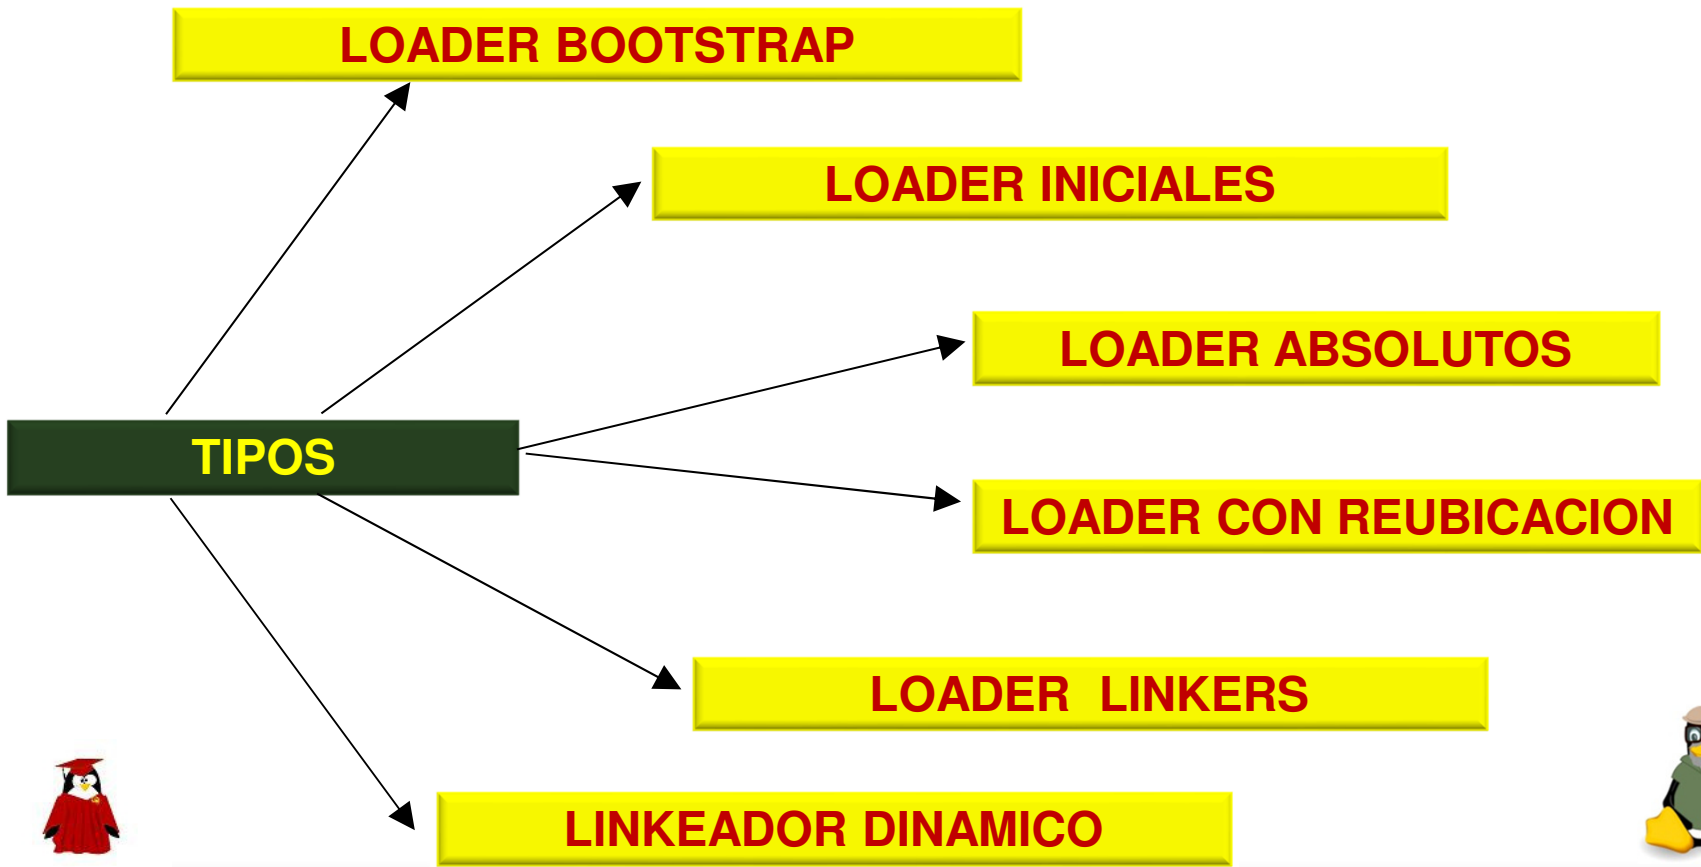 LOADER BOOTSTRAP
LOADER INICIALES
LOADER ABSOLUTOS
TIPOS
LOADER CON REUBICACION
LOADER LINKERS
LINKEADOR DINAMICO